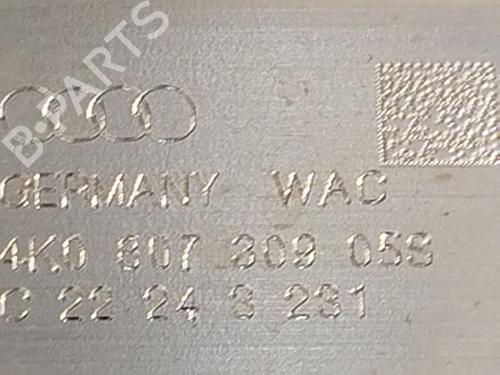 B-PARTS
GERMANY WAC
4K0 807 309 05S
C 22 24 3 231